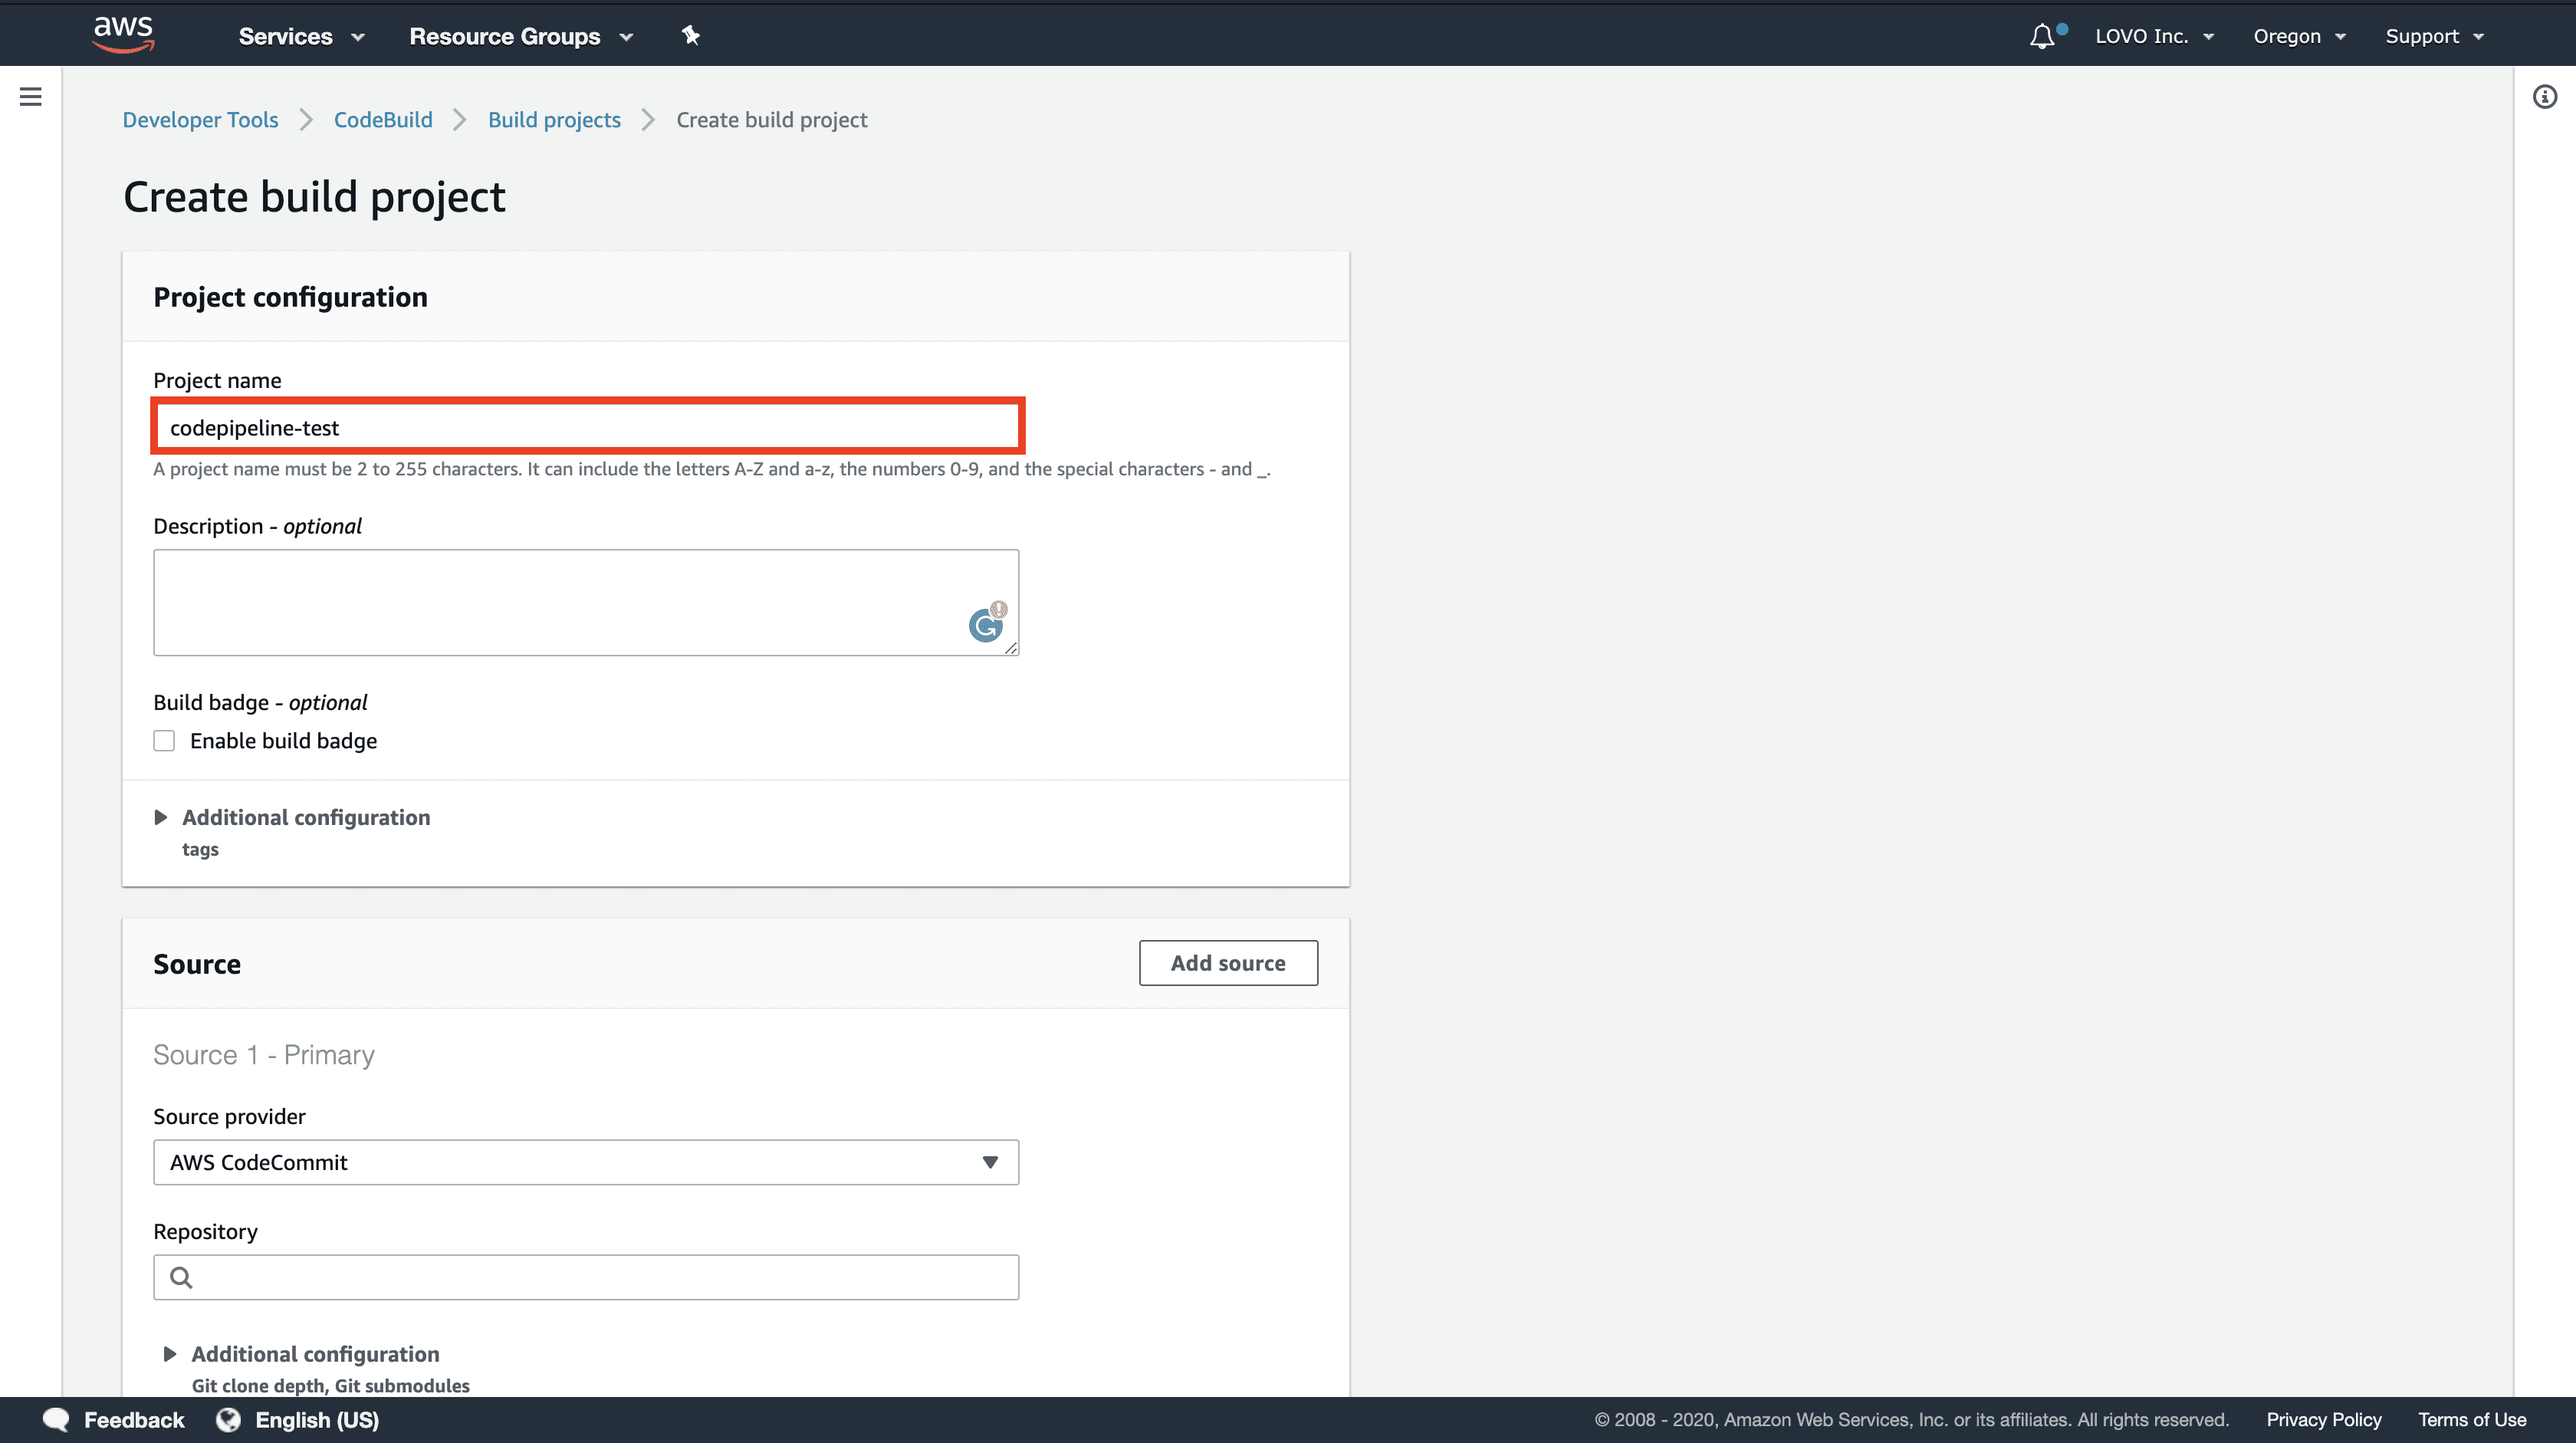 aws Services Resource Groups LOVO Inc. Oregon Support
Developer Tools CodeBuild Build projects Create build project
Create build project
Project configuration
Project name
codepipeline-test
A project name must be 2 to 255 characters. It can include the letters A-Z and a-z, the numbers 0-9, and the special characters - and _.
Description - optional
Build badge - optional
Enable build badge
Additional configuration
tags
Source Add source
Source 1 - Primary
Source provider
AWS CodeCommit
Repository
Additional configuration
Git clone depth, Git submodules
Feedback English (US) © 2008 - 2020, Amazon Web Services, Inc. or its affiliates. All rights reserved. Privacy Policy Terms of Use